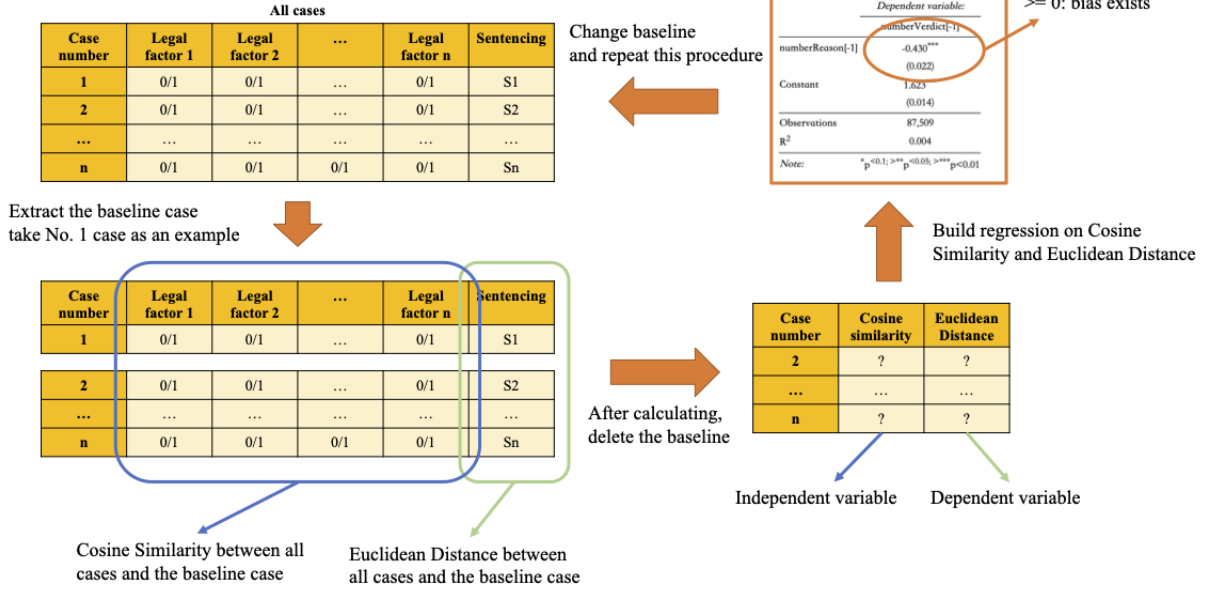 All cases
Case number | Legal factor 1 | Legal factor 2 | ... | Legal factor n | Sentencing
1 | 0/1 | 0/1 | ... | 0/1 | S1
2 | 0/1 | 0/1 | ... | 0/1 | S2
... | ... | ... | ... | ... | ...
n | 0/1 | 0/1 | 0/1 | 0/1 | Sn
Change baseline
and repeat this procedure
Dependent variable:
numberVerdict[-1]
numberReason[-1] -0.430***
(0.022)
Constant 1.623
(0.014)
Observations 87,509
R2 0.004
Note: *p<0.1; >**p<0.05; >***p<0.01
>= 0: bias exists
Extract the baseline case
take No. 1 case as an example
Build regression on Cosine
Similarity and Euclidean Distance
Case number | Legal factor 1 | Legal factor 2 | ... | Legal factor n | Sentencing
1 | 0/1 | 0/1 | ... | 0/1 | S1
2 | 0/1 | 0/1 | ... | 0/1 | S2
... | ... | ... | ... | ... | ...
n | 0/1 | 0/1 | 0/1 | 0/1 | Sn
After calculating,
delete the baseline
Case number | Cosine similarity | Euclidean Distance
2 | ? | ?
... | ... | ...
n | ? | ?
Independent variable
Dependent variable
Cosine Similarity between all
cases and the baseline case
Euclidean Distance between
all cases and the baseline case